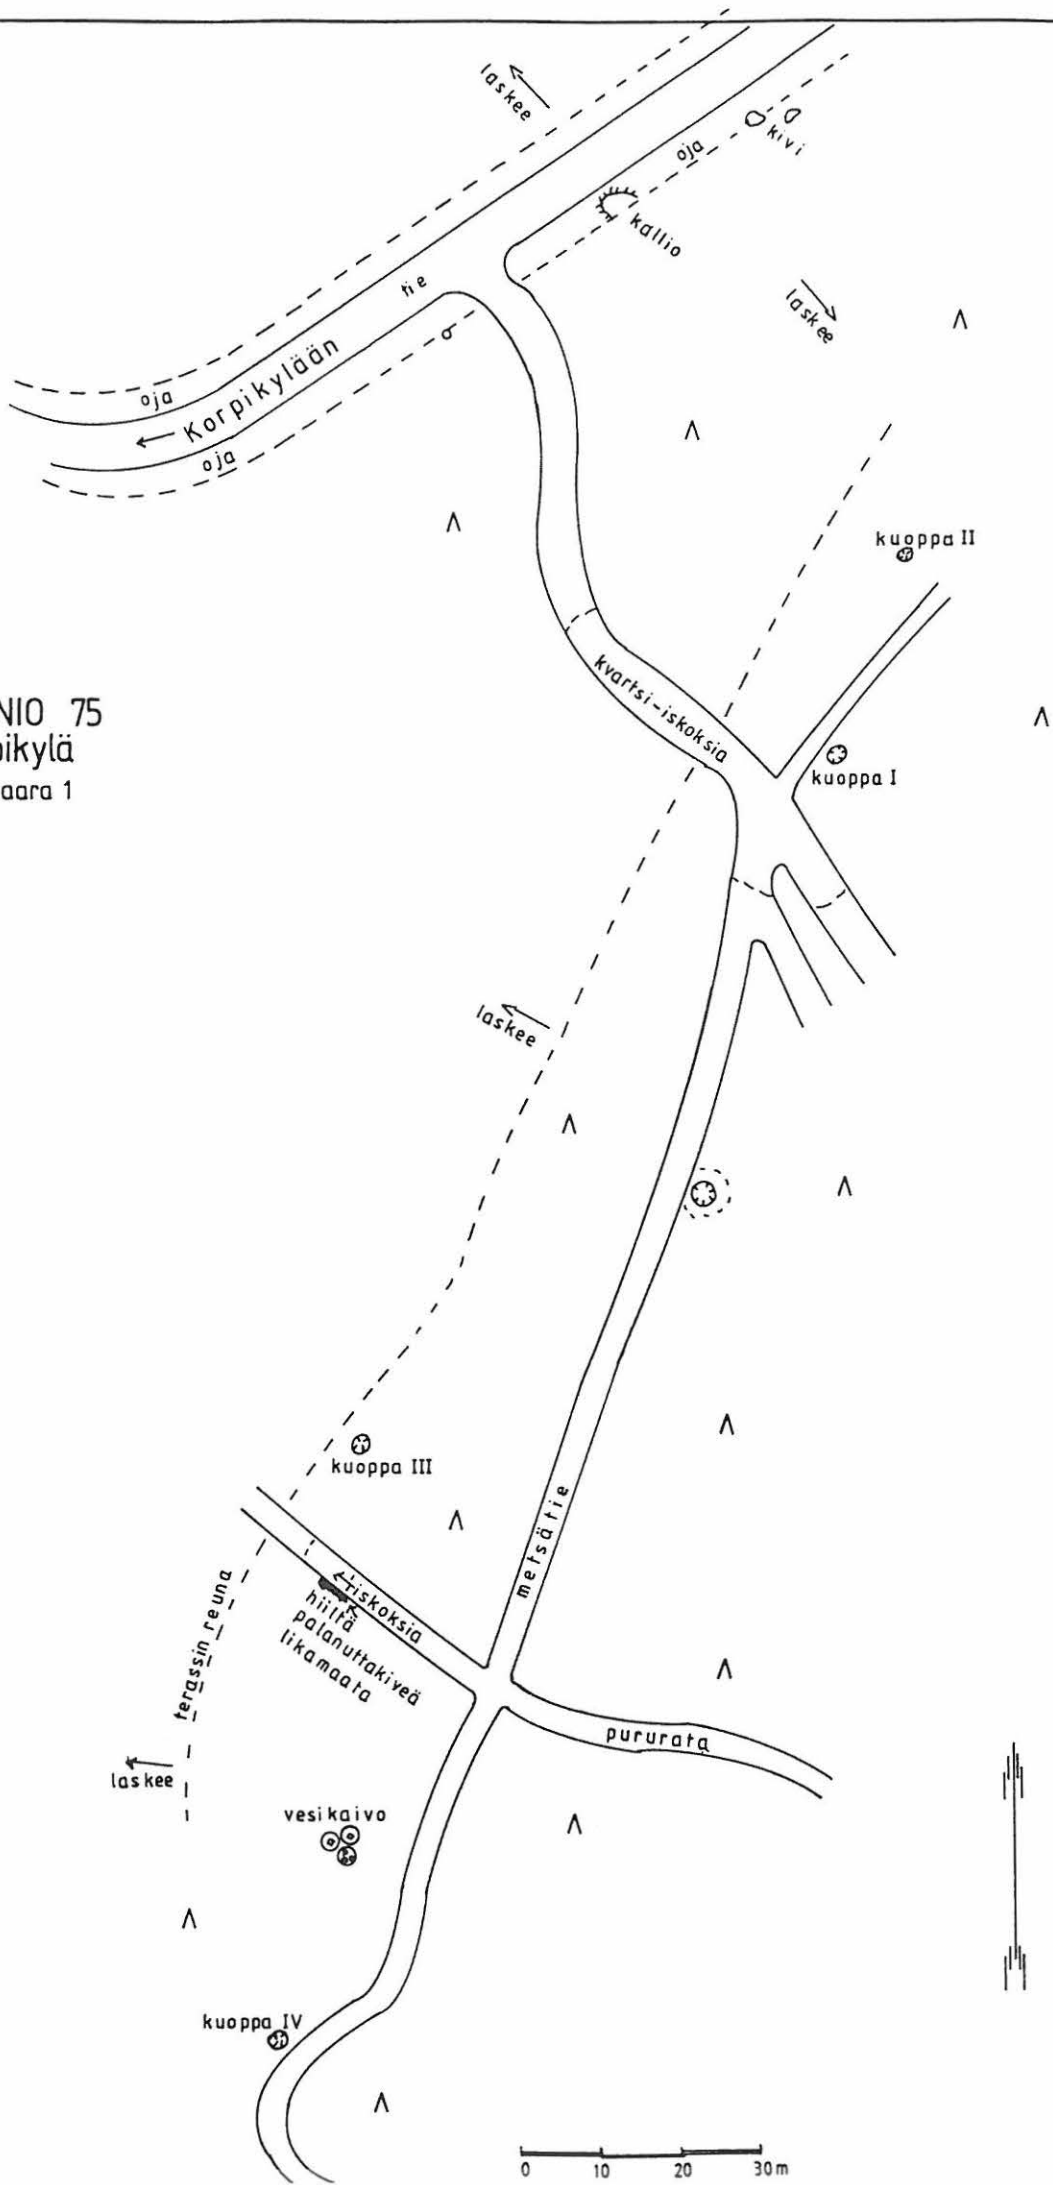 laskee
kivi
oja
kallio
tie
laskee
oja
← Korpikylään
oja
kuoppa II
NIO 75
pikylä
aara 1
kvartsi-iskoksia
kuoppa I
laskee
kuoppa III
metsätie
iskoksia
hiiltä
palanuttakiveä
likamaata
terassin reuna
pururata
laskee
vesikaivo
kuoppa IV
0 10 20 30m